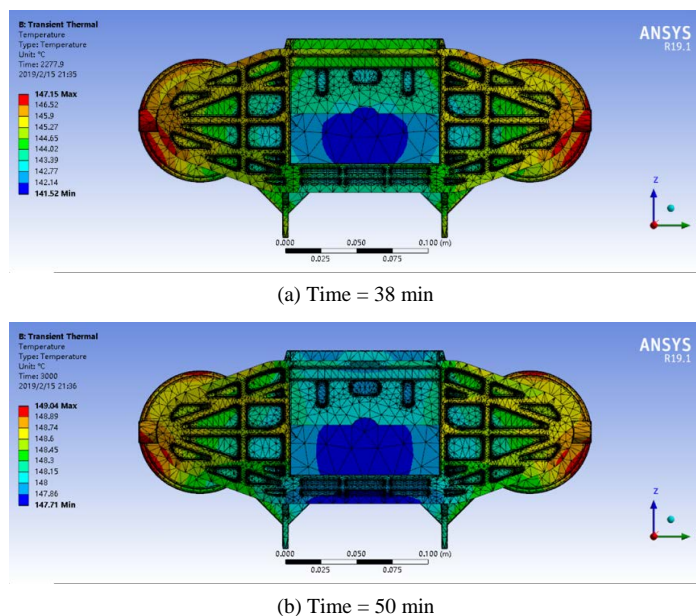 B: Transient Thermal
Temperature
Type: Temperature
Unit: °C
Time: 2277.9
2019/2/15 21:35
147.15 Max
146.52
145.9
145.27
144.65
144.02
143.39
142.77
142.14
141.52 Min
ANSYS
R19.1
Z
0.000 0.050 0.100 (m)
0.025 0.075
(a) Time = 38 min
B: Transient Thermal
Temperature
Type: Temperature
Unit: °C
Time: 3000
2019/2/15 21:36
149.04 Max
148.89
148.74
148.6
148.45
148.3
148.15
148
147.86
147.71 Min
ANSYS
R19.1
Z
0.000 0.050 0.100 (m)
0.025 0.075
(b) Time = 50 min